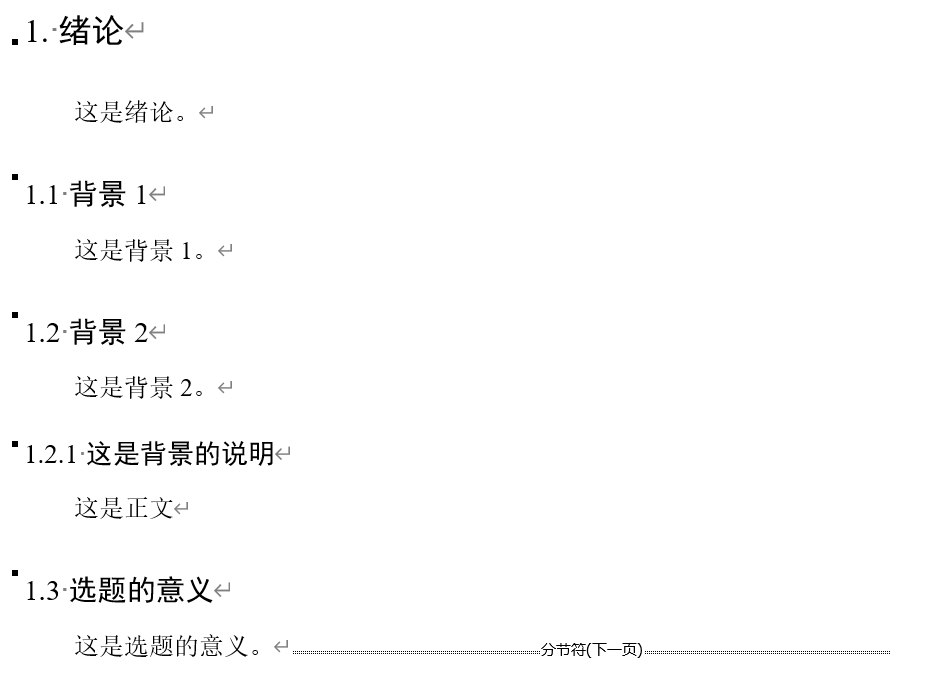 1. 绪论
这是绪论。
1.1 背景 1
这是背景 1。
1.2 背景 2
这是背景 2。
1.2.1 这是背景的说明
这是正文
1.3 选题的意义
这是选题的意义。 分节符(下一页)